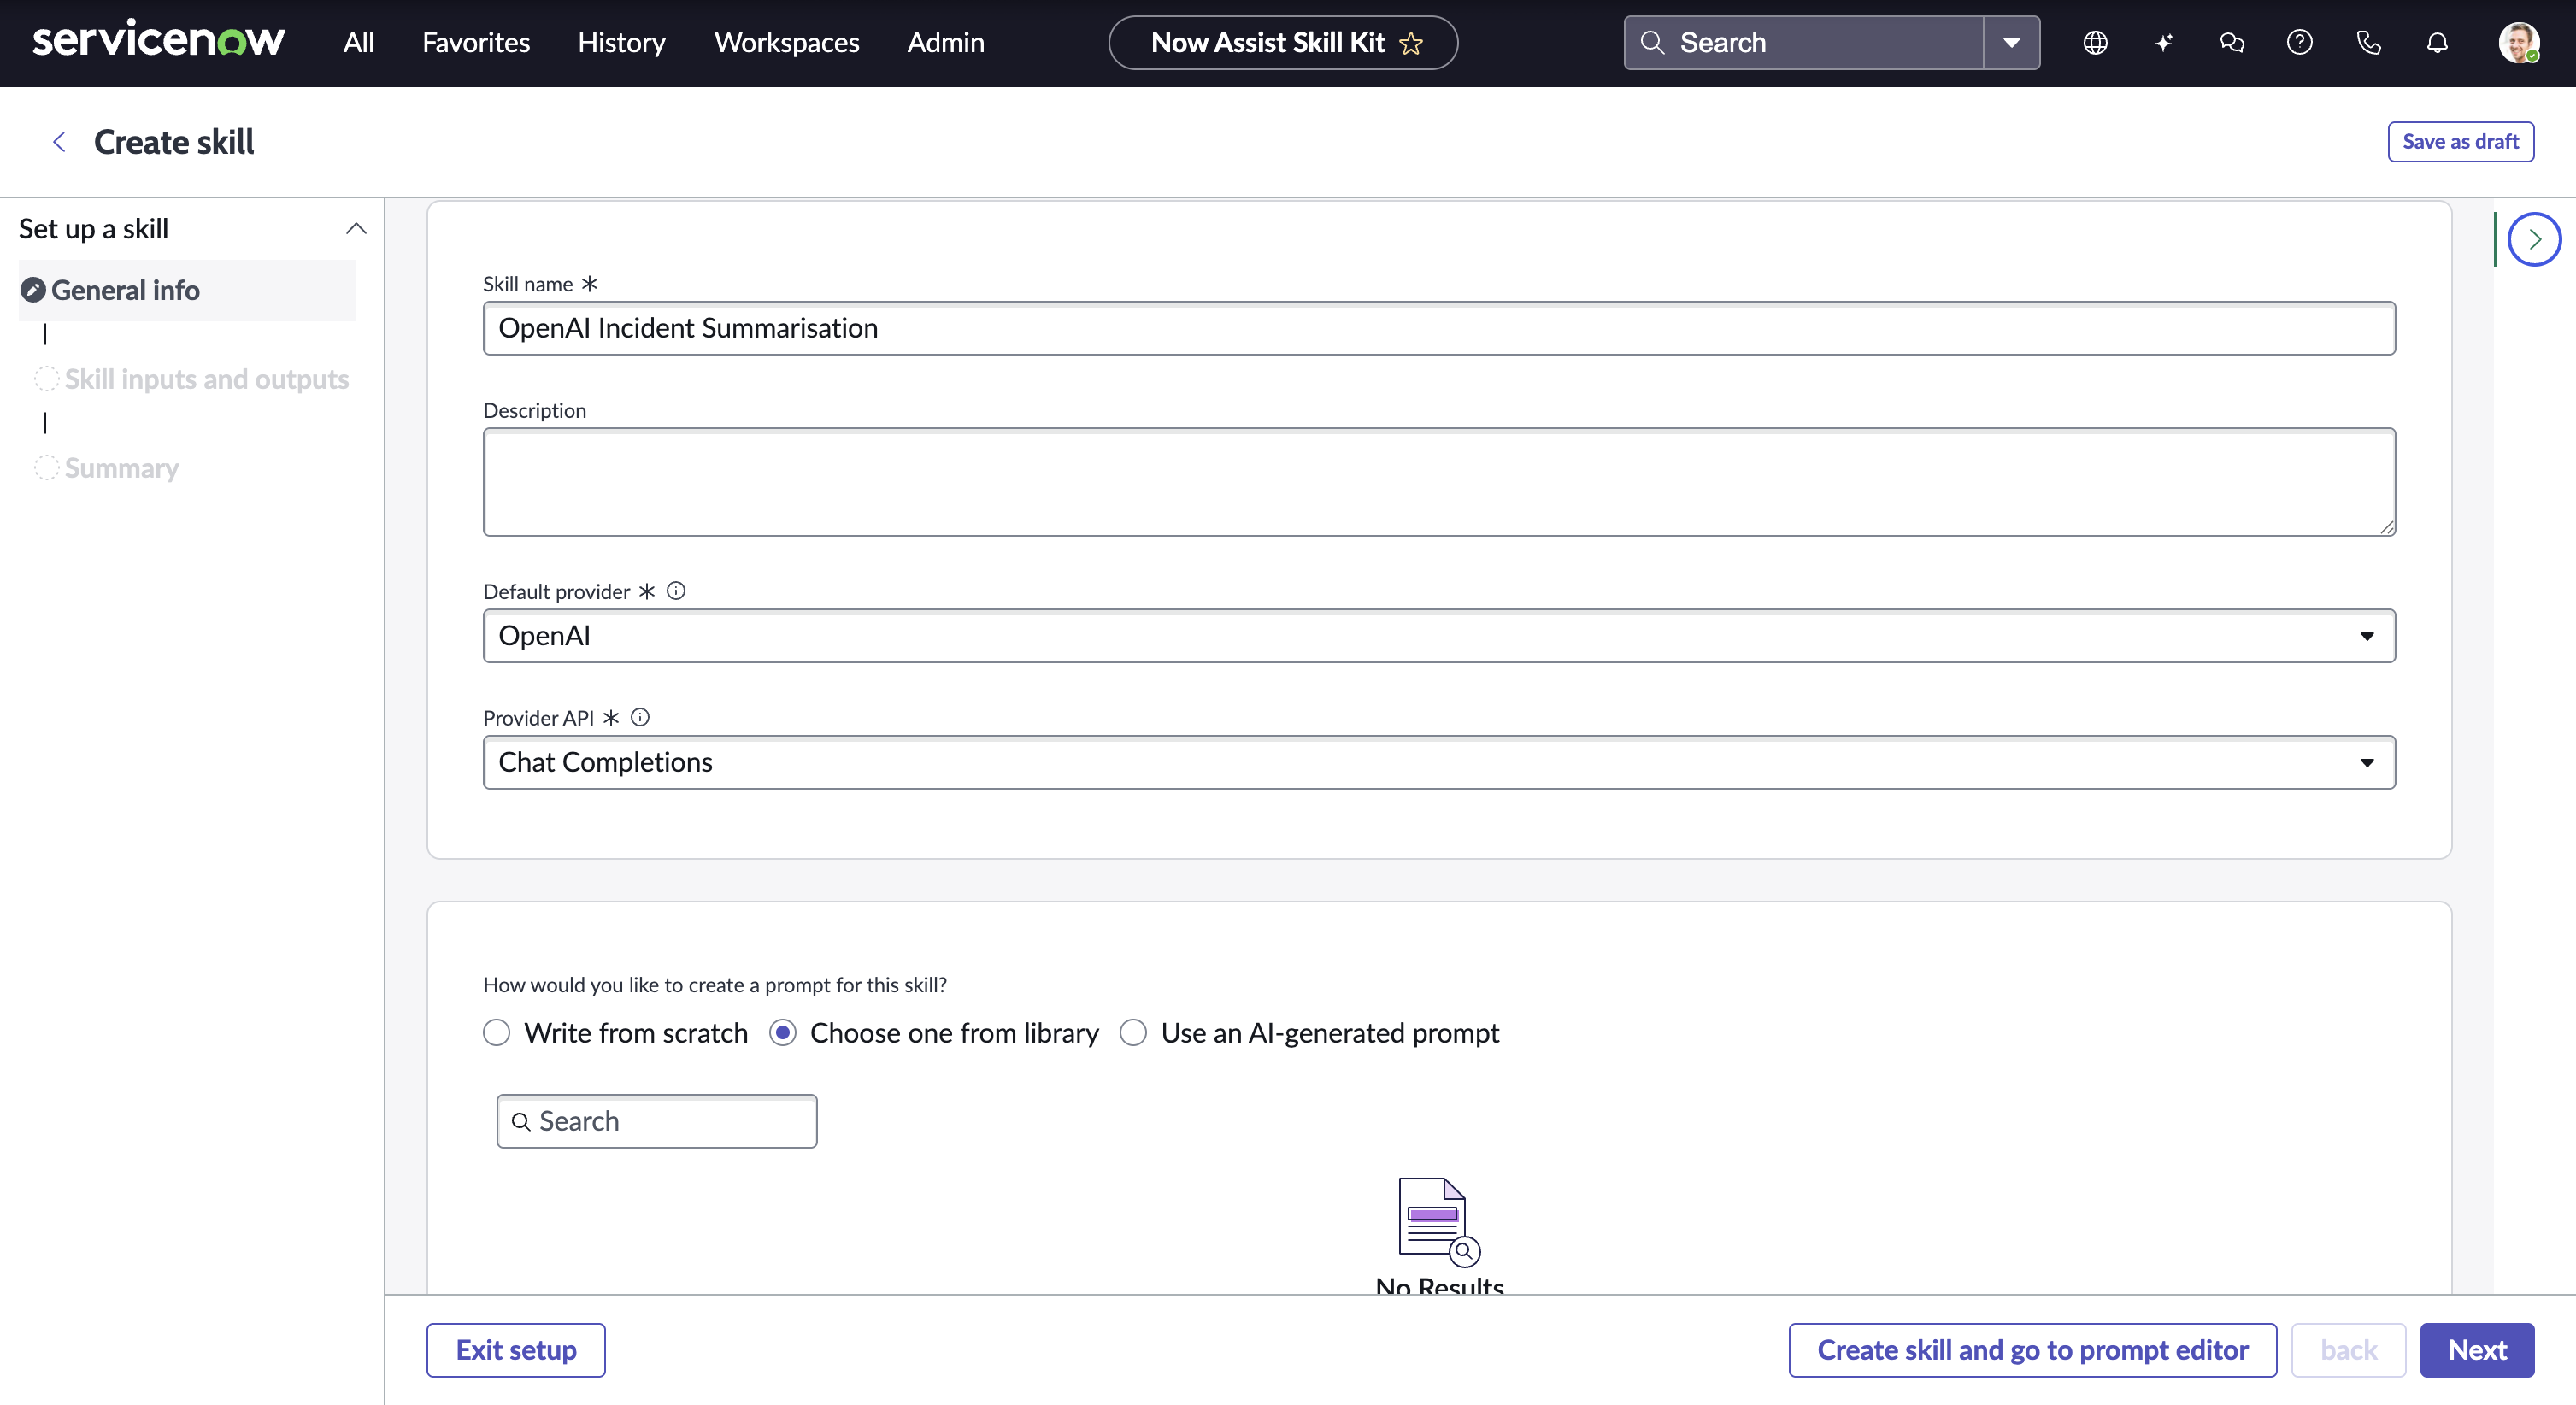 servicenow All Favorites History Workspaces Admin Now Assist Skill Kit Search
Create skill Save as draft
Set up a skill
General info
Skill inputs and outputs
Summary
Skill name *
OpenAI Incident Summarisation
Description
Default provider *
OpenAI
Provider API *
Chat Completions
How would you like to create a prompt for this skill?
Write from scratch Choose one from library Use an AI-generated prompt
Search
No Results
Exit setup Create skill and go to prompt editor back Next